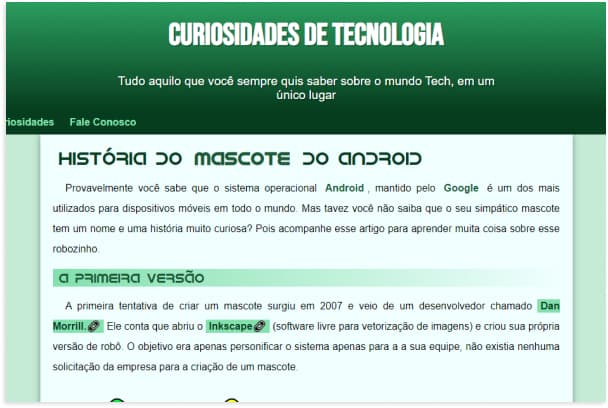 CURIOSIDADES DE TECNOLOGIA
Tudo aquilo que você sempre quis saber sobre o mundo Tech, em um
único lugar
riosidades Fale Conosco
HISTÓRIA DO MASCOTE DO ANDROID
Provavelmente você sabe que o sistema operacional Android , mantido pelo Google é um dos mais
utilizados para dispositivos móveis em todo o mundo. Mas tavez você não saiba que o seu simpático mascote
tem um nome e uma história muito curiosa? Pois acompanhe esse artigo para aprender muita coisa sobre esse
robozinho.
A PRIMEIRA VERSÃO
A primeira tentativa de criar um mascote surgiu em 2007 e veio de um desenvolvedor chamado Dan
Morrill. Ele conta que abriu o Inkscape (software livre para vetorização de imagens) e criou sua própria
versão de robô. O objetivo era apenas personificar o sistema apenas para a a sua equipe, não existia nenhuma
solicitação da empresa para a criação de um mascote.